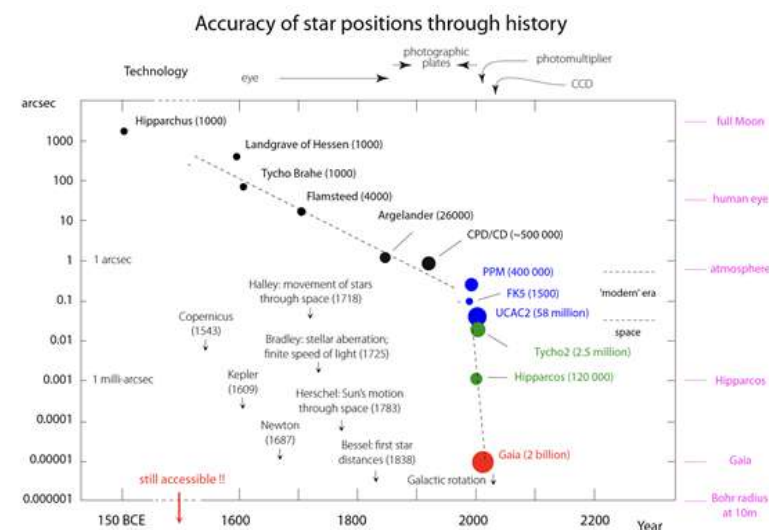 Accuracy of star positions through history
photographic
plates
photomultiplier
Technology
eye
CCD
arcsec
Hipparchus (1000)
full Moon
1000
Landgrave of Hessen (1000)
100
Tycho Brahe (1000)
human eye
Flamsteed (4000)
10
Argelander (26000)
CPD/CD (~500 000)
1
1 arcsec
atmosphere
PPM (400 000)
Halley: movement of stars
through space (1718)
FK5 (1500)
'modern' era
0.1
UCAC2 (58 million)
Copernicus
(1543)
space
0.01
Bradley: stellar aberration;
finite speed of light (1725)
Tycho2 (2.5 million)
Kepler
(1609)
0.001
1 milli-arcsec
Hipparcos (120 000)
Hipparcos
Herschel: Sun's motion
through space (1783)
0.0001
Newton
(1687)
Bessel: first star
distances (1838)
0.00001
Gaia (2 billion)
Gaia
still accessible !!
Galactic rotation
0.000001
Bohr radius
at 10m
150 BCE
1600
1800
2000
2200
Year